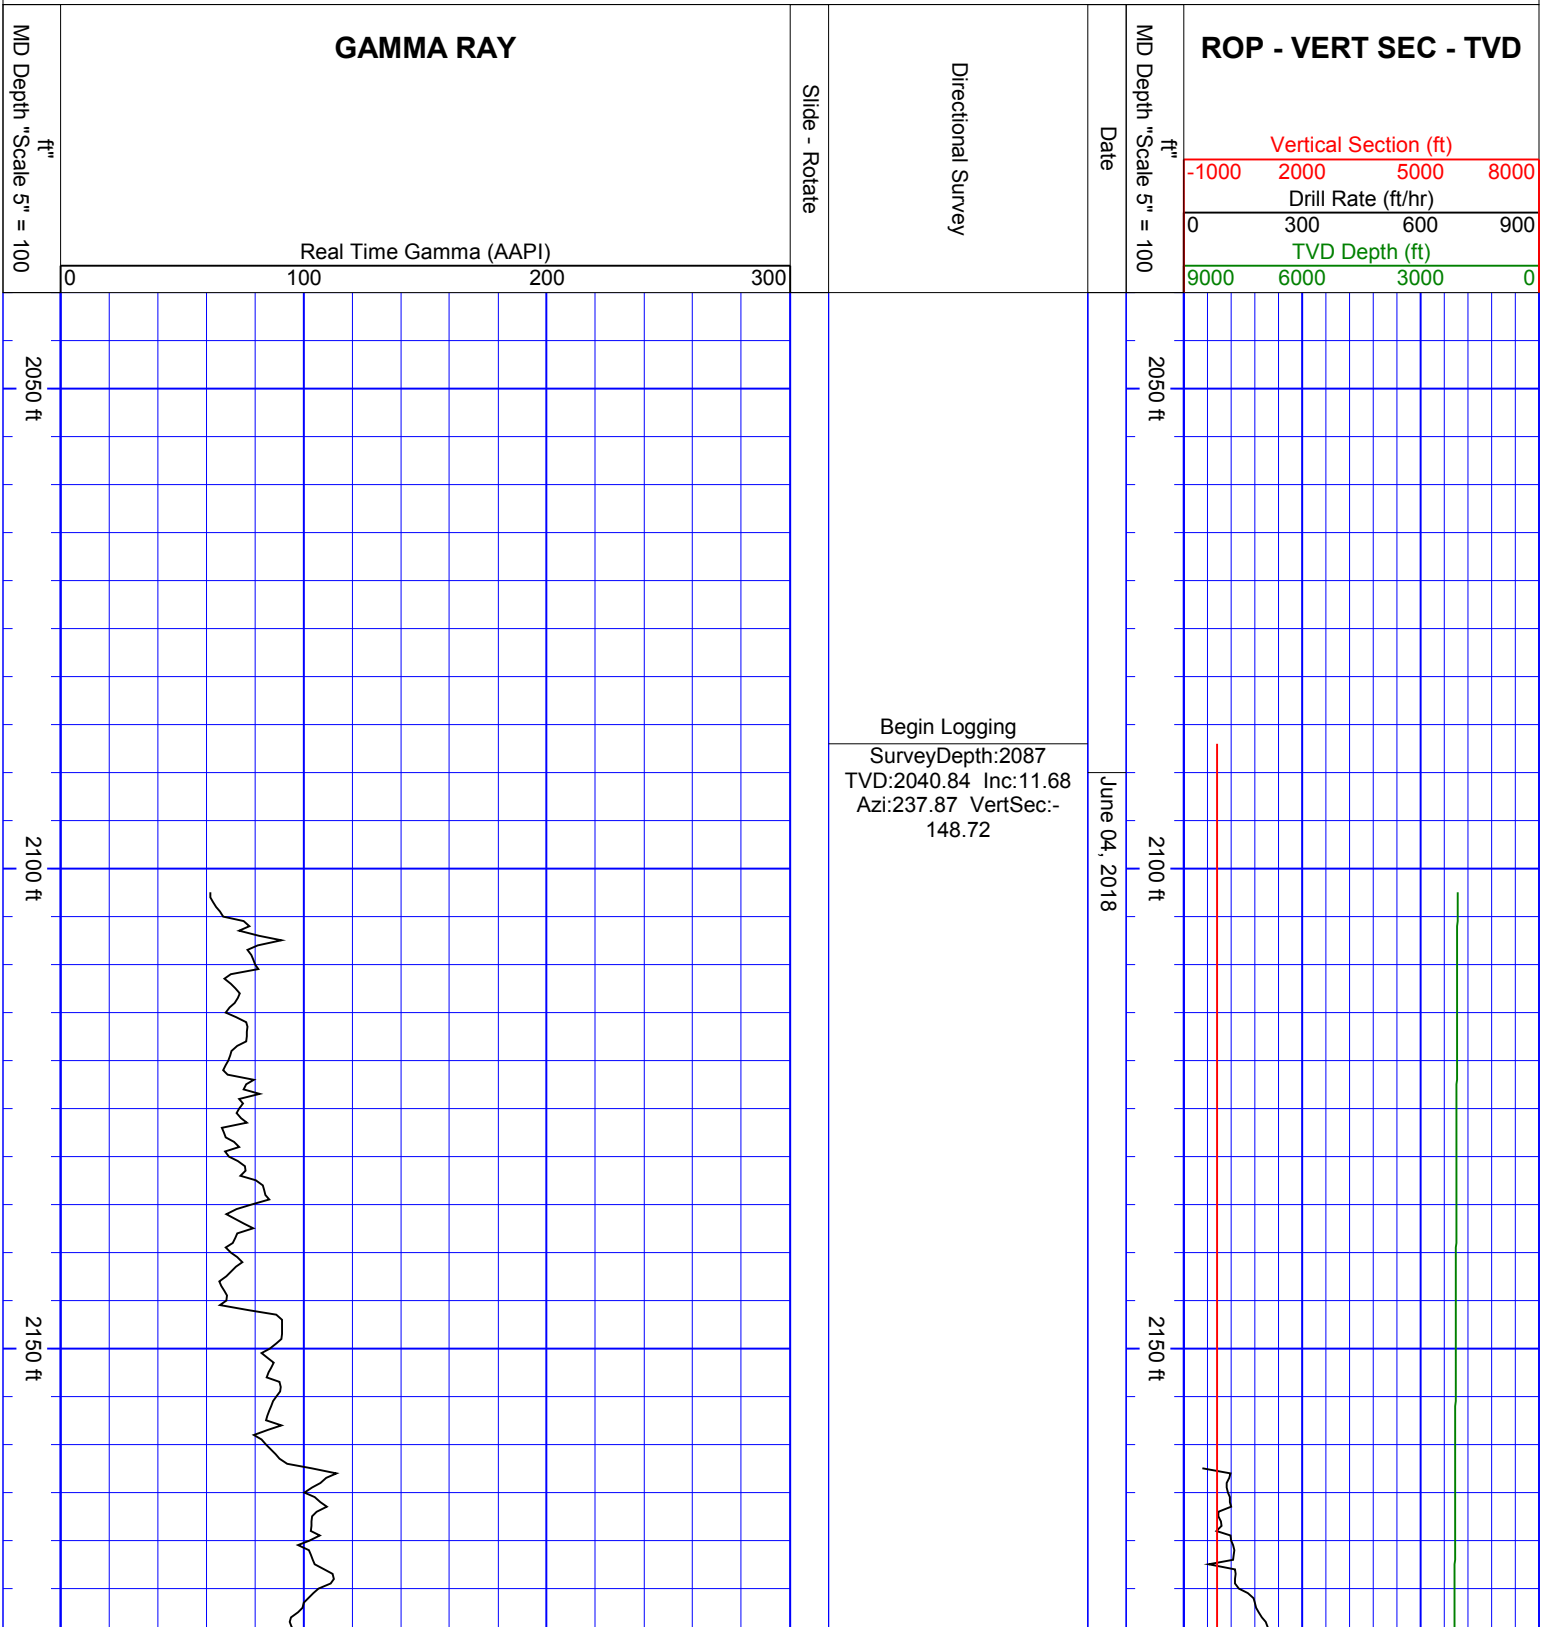 MD Depth "Scale 5" = 100
ft"
GAMMA RAY
Real Time Gamma (AAPI)
0 100 200 300
Slide - Rotate
Directional Survey
Date
MD Depth "Scale 5" = 100
ft"
ROP - VERT SEC - TVD
Vertical Section (ft)
-1000 2000 5000 8000
Drill Rate (ft/hr)
0 300 600 900
TVD Depth (ft)
9000 6000 3000 0
2050 ft
2050 ft
Begin Logging
SurveyDepth:2087
TVD:2040.84 Inc:11.68
Azi:237.87 VertSec:-
148.72
June 04, 2018
2100 ft
2100 ft
2150 ft
2150 ft